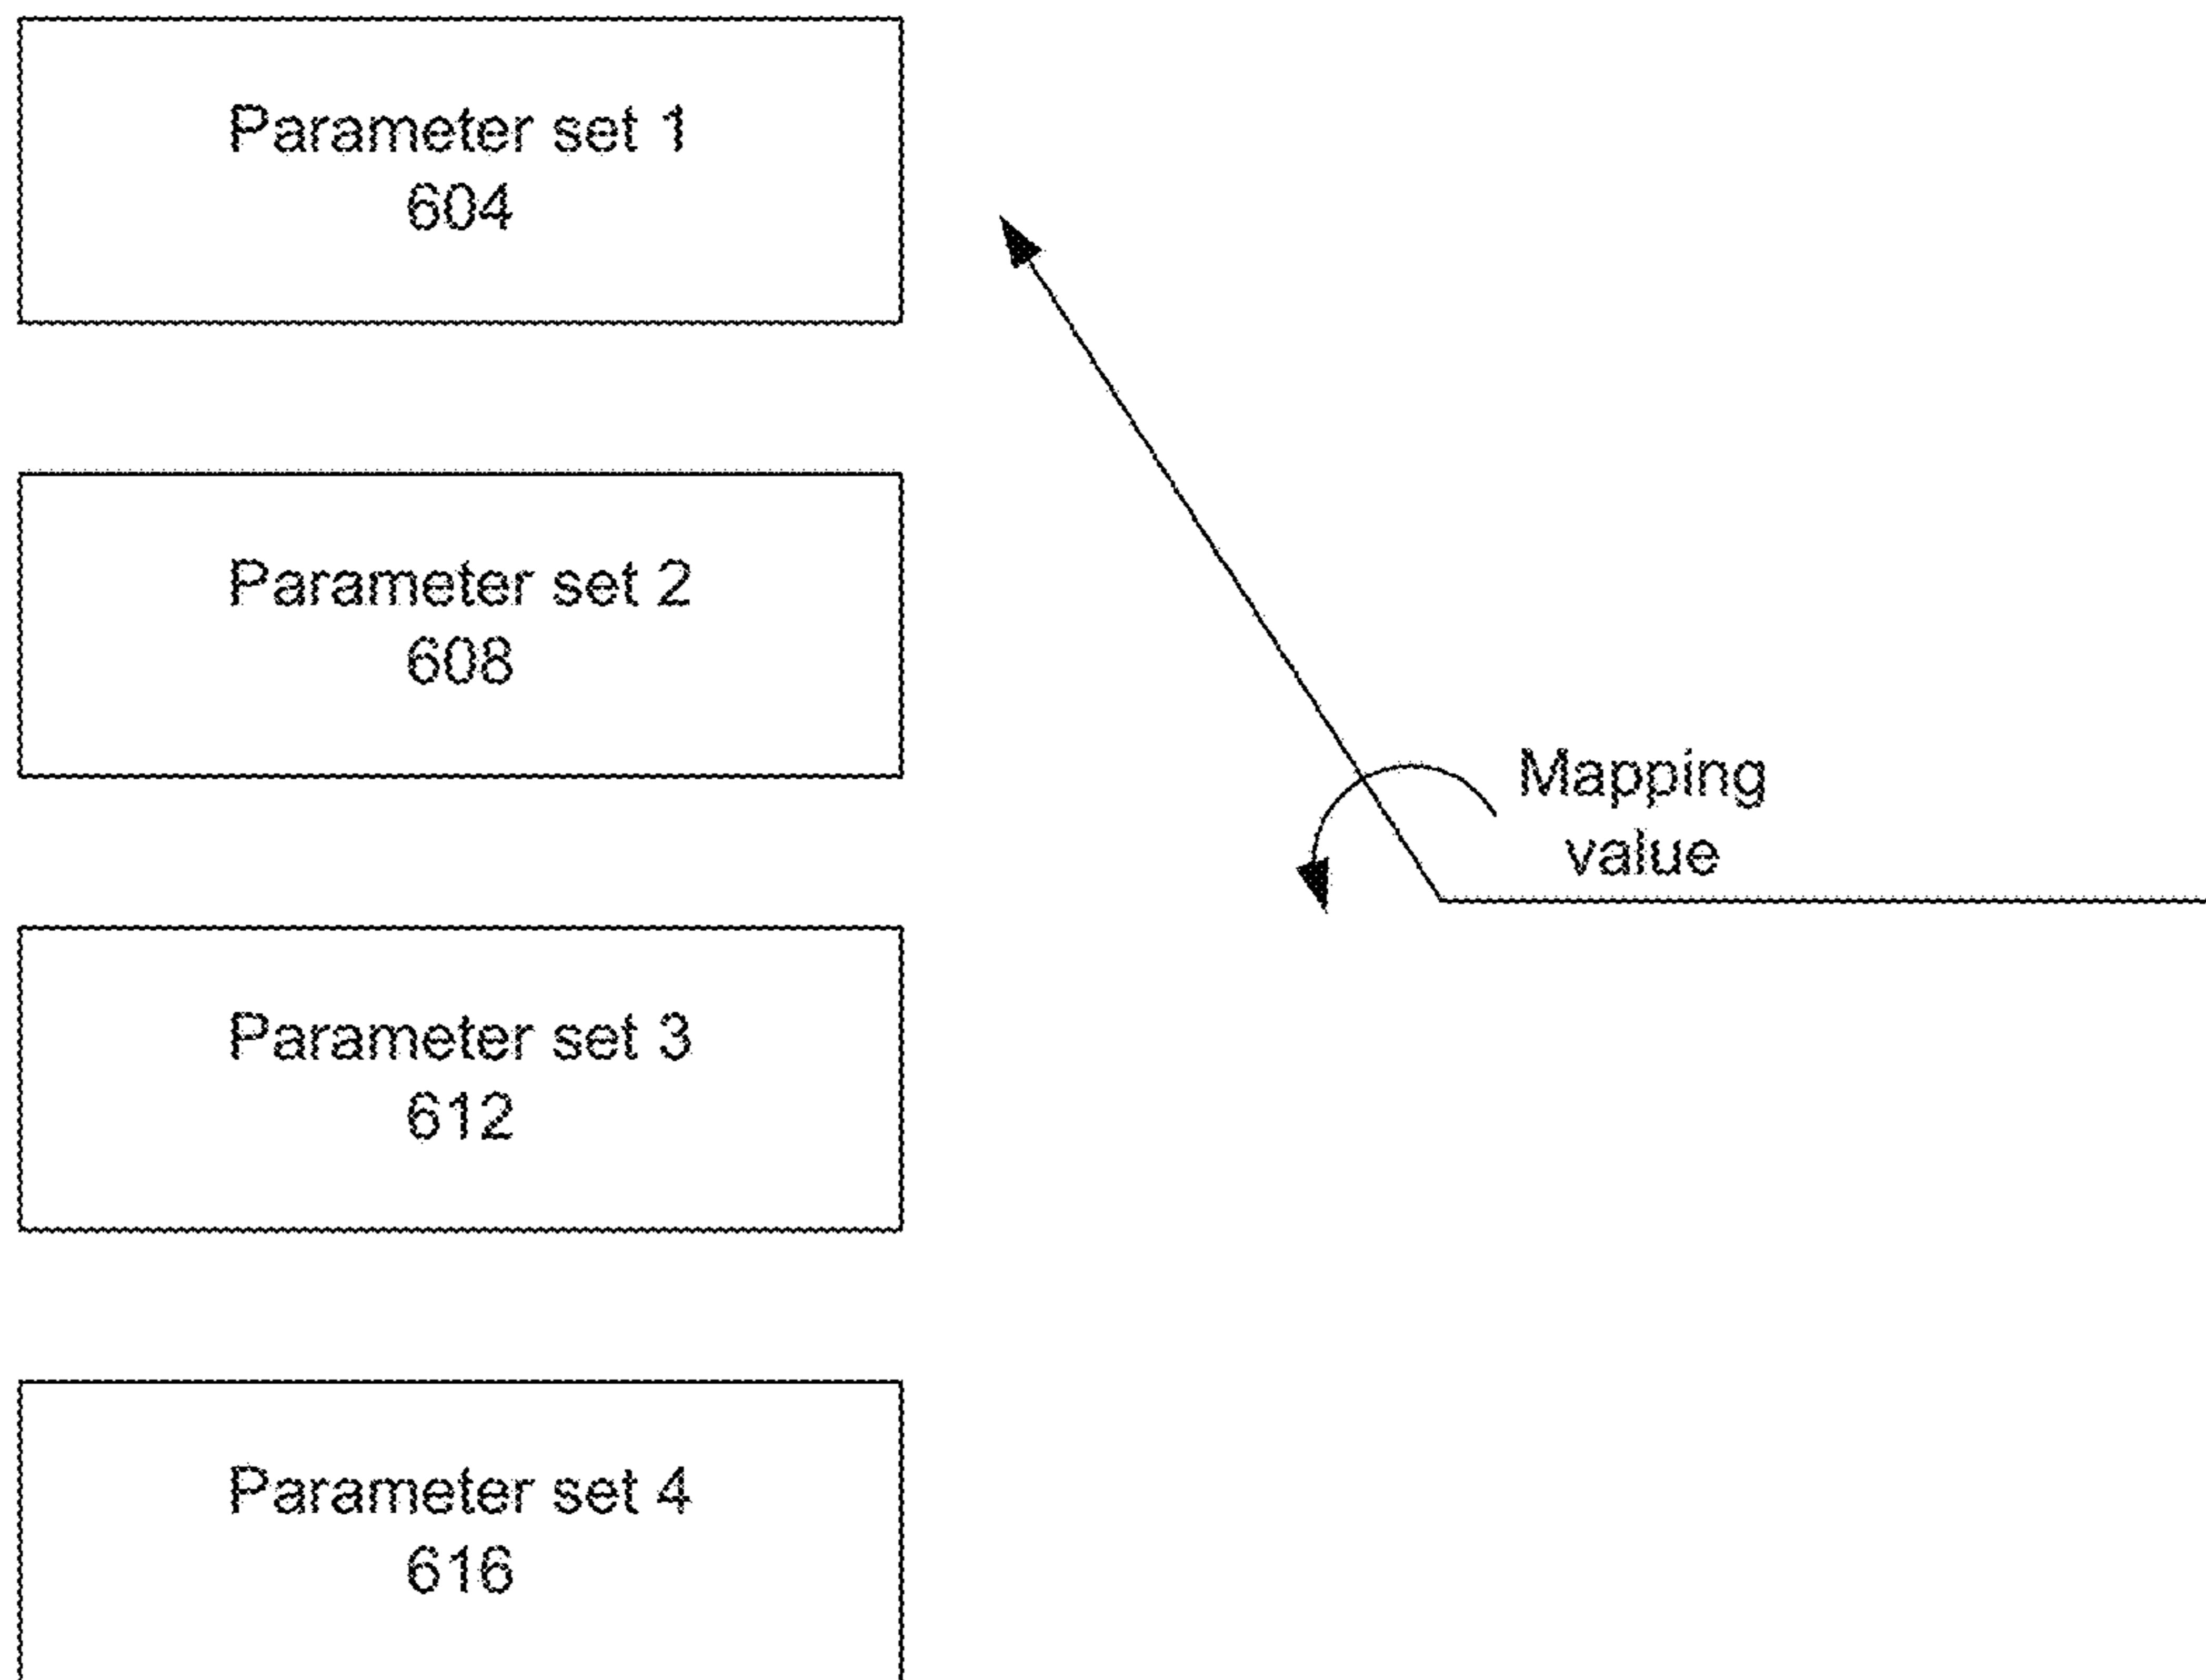 Parameter set 1
604
Parameter set 2
608
Mapping
value
Parameter set 3
612
Parameter set 4
616